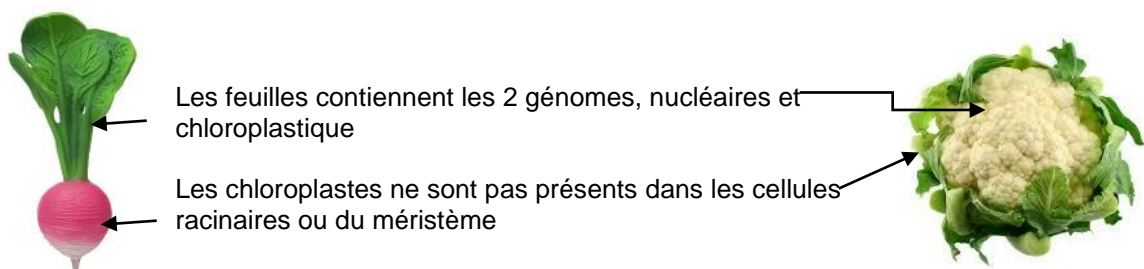 Les feuilles contiennent les 2 génomes, nucléaires et
chloroplastique
Les chloroplastes ne sont pas présents dans les cellules
racinaires ou du méristème